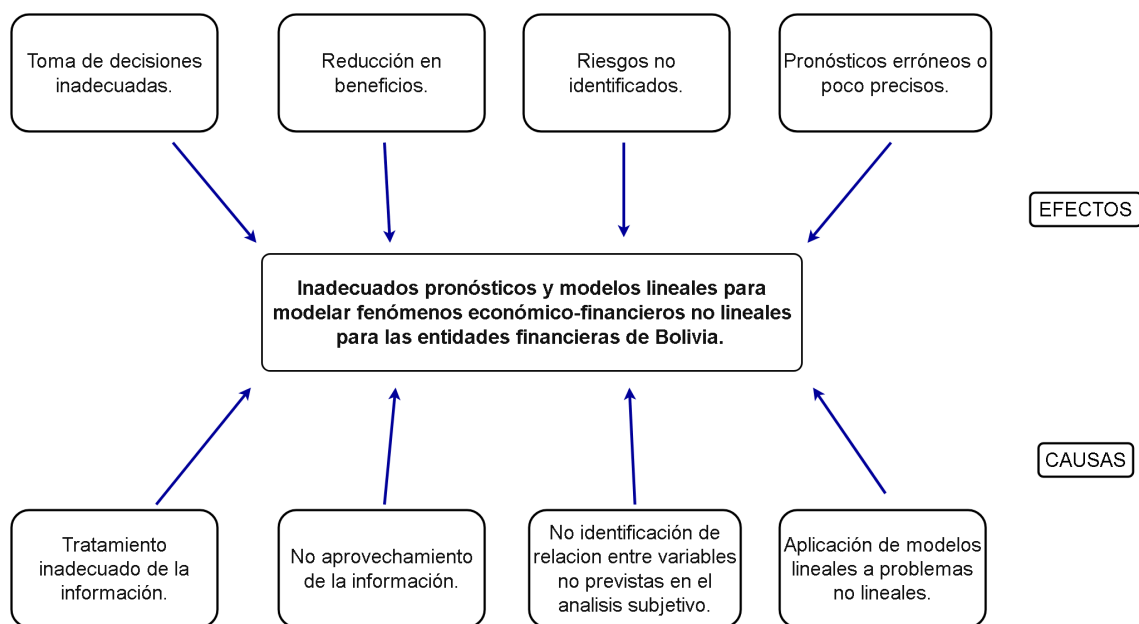 Toma de decisiones
inadecuadas.
Reducción en
beneficios.
Riesgos no
identificados.
Pronósticos erróneos o
poco precisos.
EFECTOS
Inadecuados pronósticos y modelos lineales para
modelar fenómenos económico-financieros no lineales
para las entidades financieras de Bolivia.
CAUSAS
Tratamiento
inadecuado de la
información.
No aprovechamiento
de la información.
No identificación de
relacion entre variables
no previstas en el
analisis subjetivo.
Aplicación de modelos
lineales a problemas
no lineales.